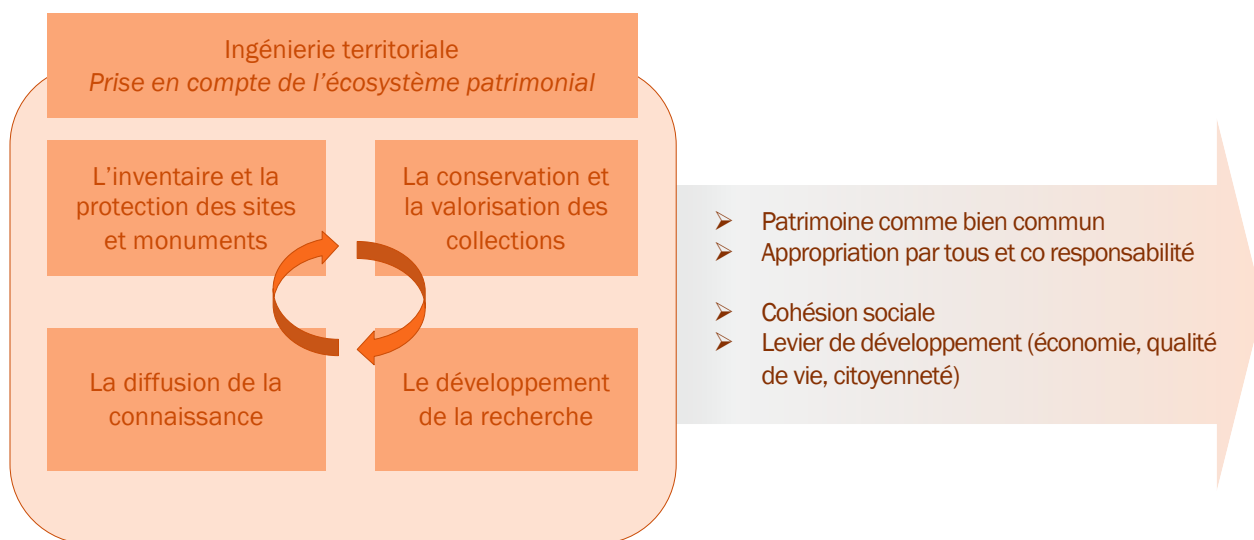 Ingénierie territoriale
Prise en compte de l’écosystème patrimonial
L’inventaire et la
protection des sites
et monuments
La conservation et
la valorisation des
collections
La diffusion de la
connaissance
Le développement
de la recherche
➢ Patrimoine comme bien commun
➢ Appropriation par tous et co responsabilité
➢ Cohésion sociale
➢ Levier de développement (économie, qualité
de vie, citoyenneté)